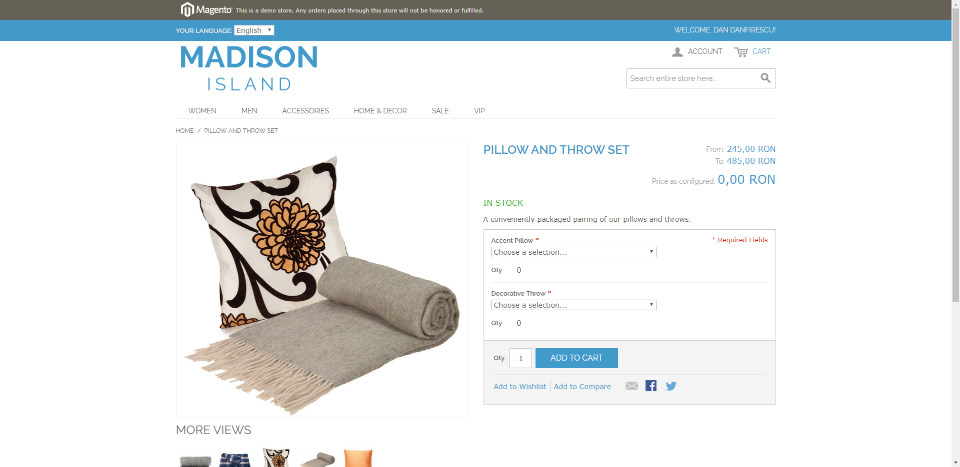 Magento This is a demo store. Any orders placed through this store will not be honored or fulfilled.
YOUR LANGUAGE: English
WELCOME, DAN DANFIRESCU!
MADISON
ISLAND
ACCOUNT CART
Search entire store here...
WOMEN MEN ACCESSORIES HOME & DECOR SALE VIP
HOME / PILLOW AND THROW SET
PILLOW AND THROW SET
From: 245,00 RON
To: 485,00 RON
Price as configured: 0,00 RON
IN STOCK
A conveniently packaged pairing of our pillows and throws.
Accent Pillow *
* Required Fields
Choose a selection...
Qty 0
Decorative Throw *
Choose a selection...
Qty 0
Qty: 1 ADD TO CART
Add to Wishlist Add to Compare
MORE VIEWS